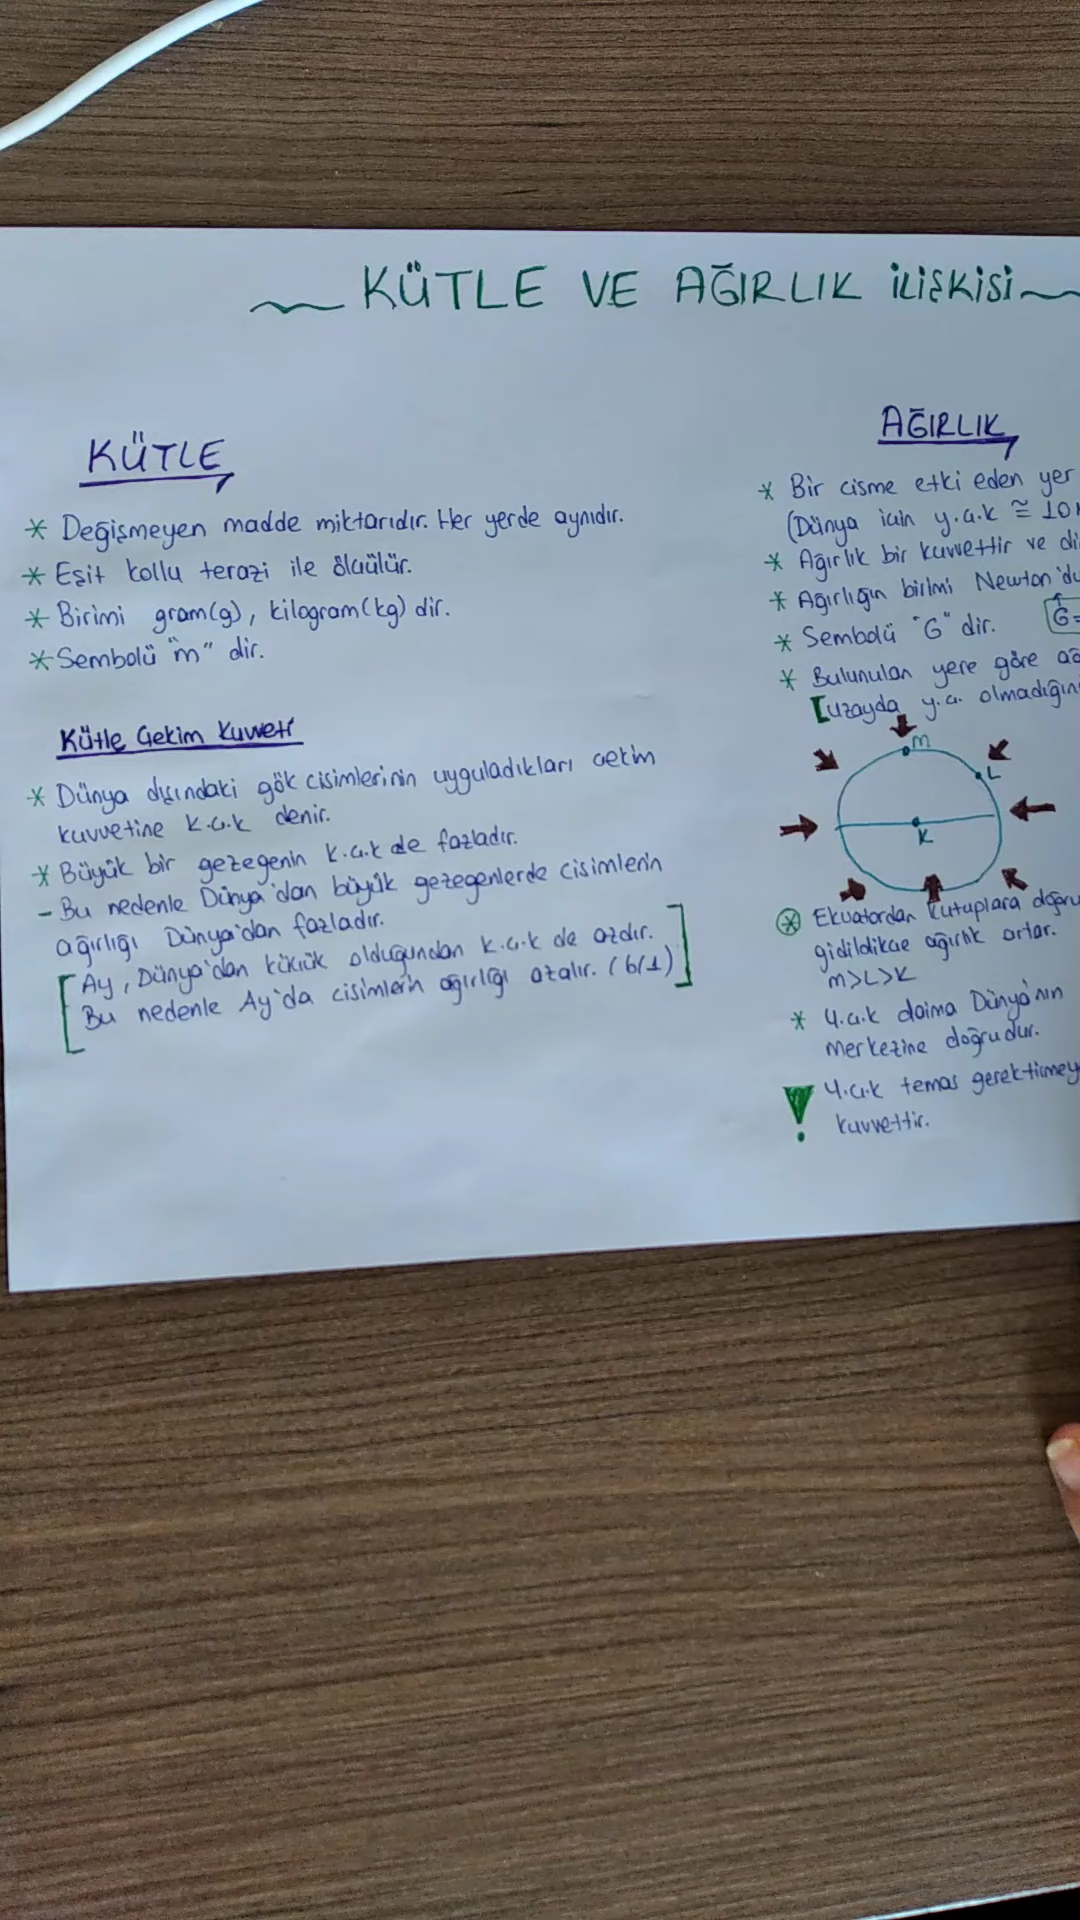 KÜTLE VE AĞIRLIK İLİŞKİSİ
KÜTLE
* Değişmeyen madde miktarıdır. Her yerde aynıdır.
* Eşit kollu terazi ile ölçülür.
* Birimi gram(g), kilogram(kg) dir.
* Sembolü "m" dir.
Kütle Çekim Kuvveti
* Dünya dışındaki gök cisimlerinin uyguladıkları çekim
kuvvetine K.ç.k denir.
* Büyük bir gezegenin k.ç.k de fazladır.
- Bu nedenle Dünya'dan büyük gezegenlerde cisimlerin
ağırlığı Dünya'dan fazladır.
[Ay, Dünya'dan küçük olduğundan k.ç.k de azdır.
Bu nedenle Ay'da cisimlerin ağırlığı azalır. (6/1)]
AĞIRLIK
* Bir cisme etki eden yer
(Dünya için y.ç.k ≅ 10
* Ağırlık bir kuvvettir ve
* Ağırlığın birimi Newton'du
* Sembolü "G" dir. G=
* Bulunulan yere göre
[Uzayda y.ç. olmadığın
m
L
K
* Ekvatordan kutuplara doğru
gidildikçe ağırlık artar.
m>L>K
* Y.ç.k daima Dünya'nın
merkezine doğrudur.
! Y.ç.k temas gerektirmey
kuvvettir.